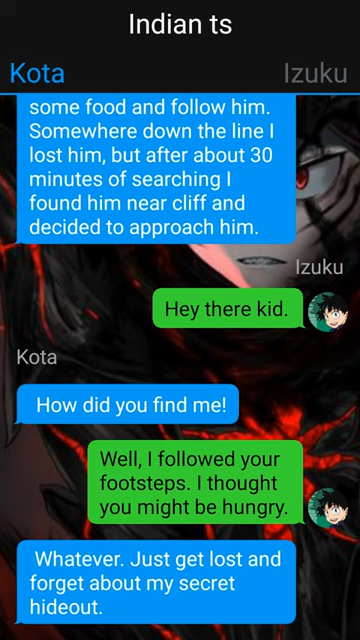 Indian ts
Kota
Izuku
some food and follow him.
Somewhere down the line I
lost him, but after about 30
minutes of searching I
found him near cliff and
decided to approach him.
Izuku
Hey there kid.
Kota
How did you find me!
Well, I followed your
footsteps. I thought
you might be hungry.
Whatever. Just get lost and
forget about my secret
hideout.